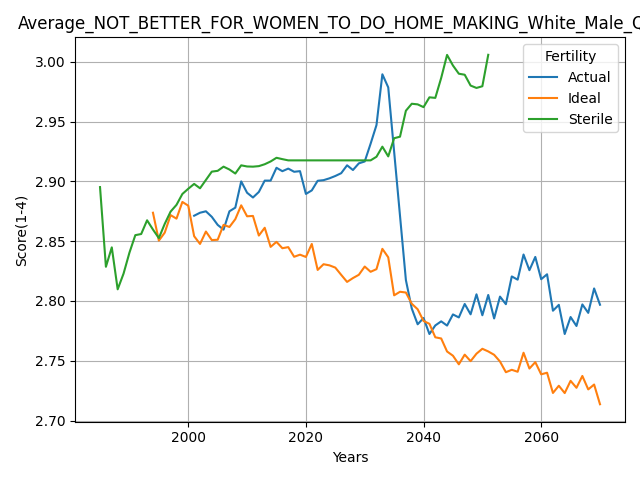 Average_NOT_BETTER_FOR_WOMEN_TO_DO_HOME_MAKING_White_Male_
Fertility
Actual
Ideal
Sterile
Score(1-4)
3.00
2.95
2.90
2.85
2.80
2.75
2.70
2000
2020
2040
2060
Years